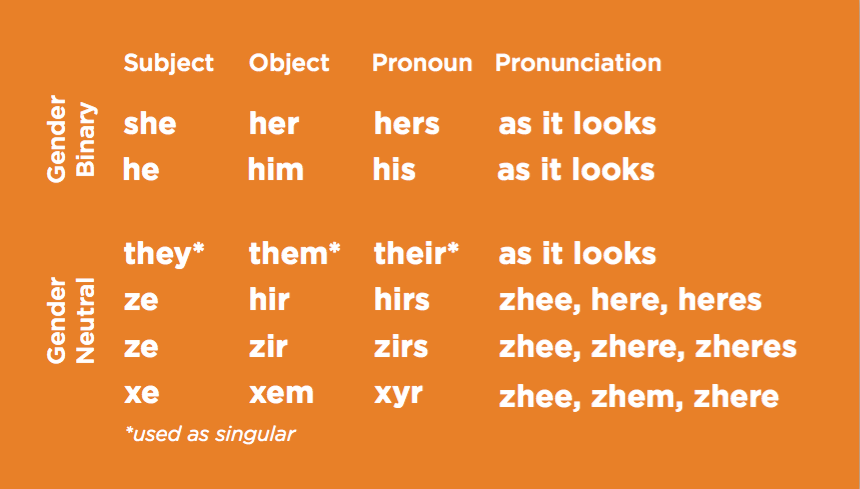 Subject Object Pronoun Pronunciation
Gender
Binary
she her hers as it looks
he him his as it looks
Gender
Neutral
they* them* their* as it looks
ze hir hirs zhee, here, heres
ze zir zirs zhee, zhere, zheres
xe xem xyr zhee, zhem, zhere
*used as singular